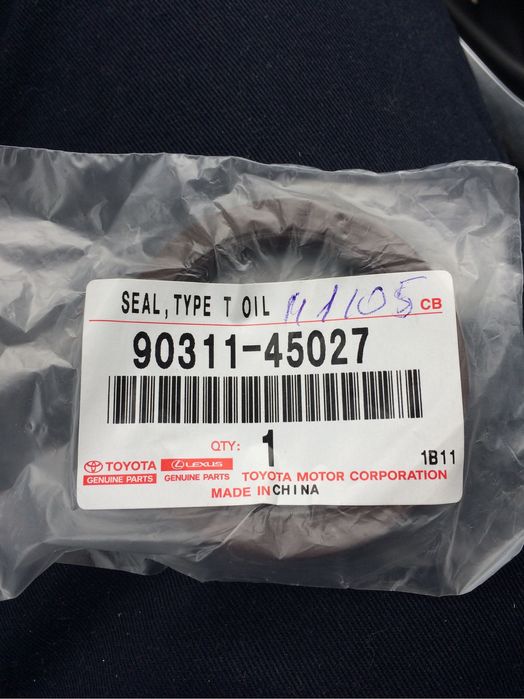 SEAL, TYPE T OIL M1105 CB
90311-45027
QTY: 1 1B11
TOYOTA LEXUS
GENUINE PARTS GENUINE PARTS TOYOTA MOTOR CORPORATION
MADE IN CHINA